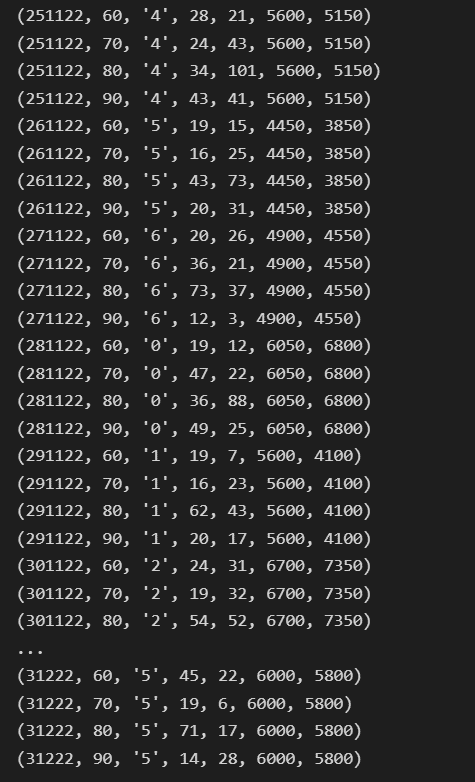 (251122, 60, '4', 28, 21, 5600, 5150)
(251122, 70, '4', 24, 43, 5600, 5150)
(251122, 80, '4', 34, 101, 5600, 5150)
(251122, 90, '4', 43, 41, 5600, 5150)
(261122, 60, '5', 19, 15, 4450, 3850)
(261122, 70, '5', 16, 25, 4450, 3850)
(261122, 80, '5', 43, 73, 4450, 3850)
(261122, 90, '5', 20, 31, 4450, 3850)
(271122, 60, '6', 20, 26, 4900, 4550)
(271122, 70, '6', 36, 21, 4900, 4550)
(271122, 80, '6', 73, 37, 4900, 4550)
(271122, 90, '6', 12, 3, 4900, 4550)
(281122, 60, '0', 19, 12, 6050, 6800)
(281122, 70, '0', 47, 22, 6050, 6800)
(281122, 80, '0', 36, 88, 6050, 6800)
(281122, 90, '0', 49, 25, 6050, 6800)
(291122, 60, '1', 19, 7, 5600, 4100)
(291122, 70, '1', 16, 23, 5600, 4100)
(291122, 80, '1', 62, 43, 5600, 4100)
(291122, 90, '1', 20, 17, 5600, 4100)
(301122, 60, '2', 24, 31, 6700, 7350)
(301122, 70, '2', 19, 32, 6700, 7350)
(301122, 80, '2', 54, 52, 6700, 7350)
...
(31222, 60, '5', 45, 22, 6000, 5800)
(31222, 70, '5', 19, 6, 6000, 5800)
(31222, 80, '5', 71, 17, 6000, 5800)
(31222, 90, '5', 14, 28, 6000, 5800)